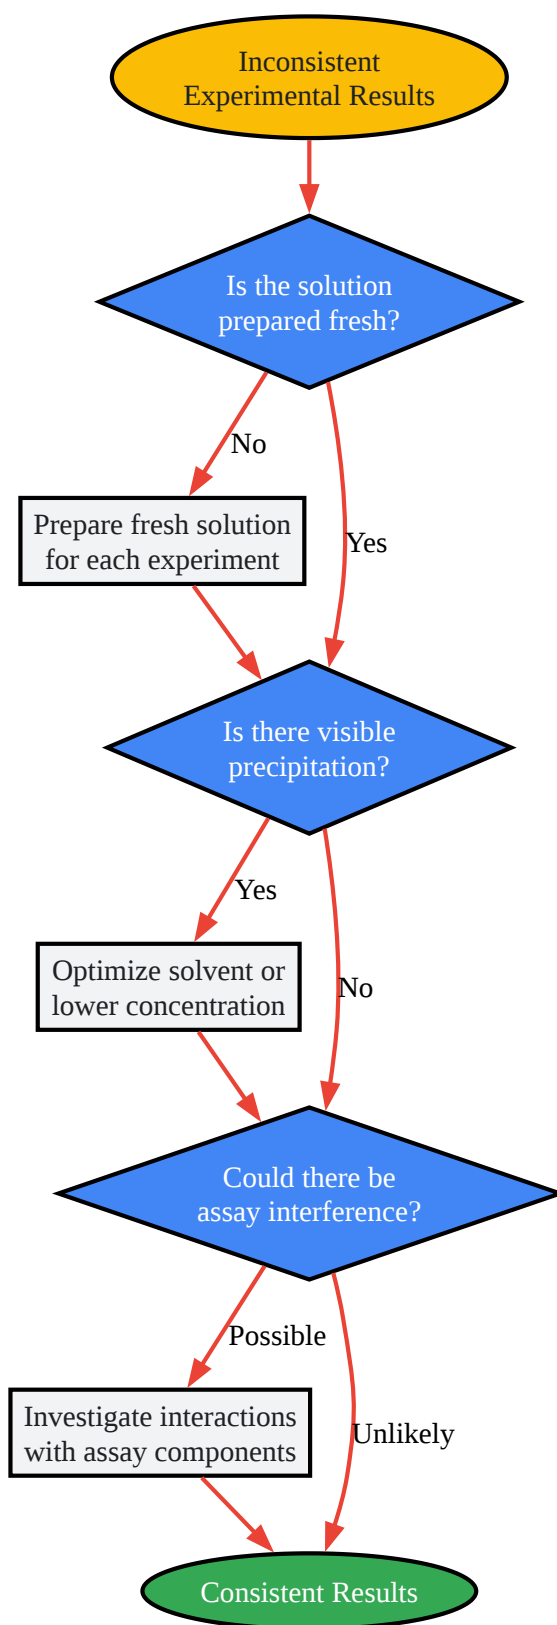 Inconsistent
Experimental Results
Is the solution
prepared fresh?
No
Prepare fresh solution
for each experiment
Yes
Is there visible
precipitation?
Yes
Optimize solvent or
lower concentration
No
Could there be
assay interference?
Possible
Investigate interactions
with assay components
Unlikely
Consistent Results